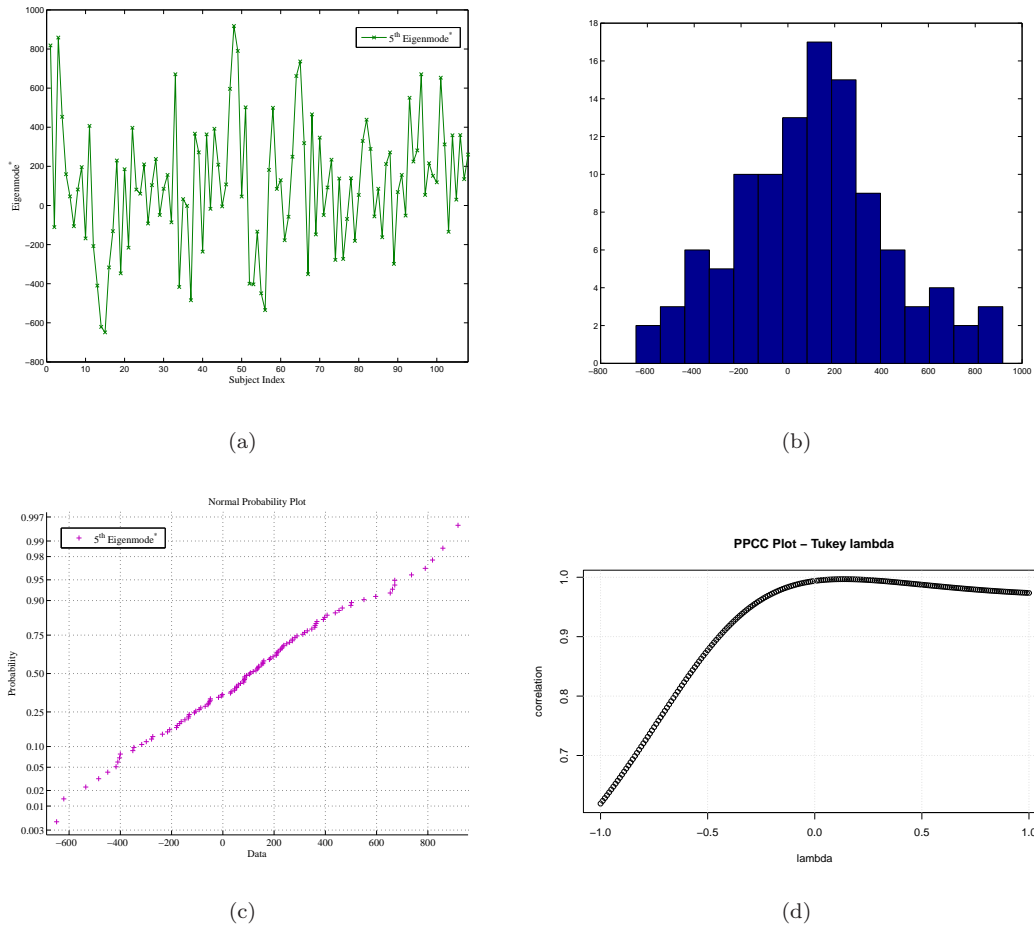 1000
800
600
400
200
0
−200
−400
−600
−800
0 10 20 30 40 50 60 70 80 90 100
Subject Index
Eigenmode*
5th Eigenmode*
(a)
18
16
14
12
10
8
6
4
2
0
−800 −600 −400 −200 0 200 400 600 800 1000
(b)
Normal Probability Plot
0.997
0.99
0.98
0.95
0.90
0.75
0.50
0.25
0.10
0.05
0.02
0.01
0.003
Probability
5th Eigenmode*
−600 −400 −200 0 200 400 600 800
Data
(c)
PPCC Plot − Tukey lambda
1.0
0.9
0.8
0.7
correlation
−1.0 −0.5 0.0 0.5 1.0
lambda
(d)